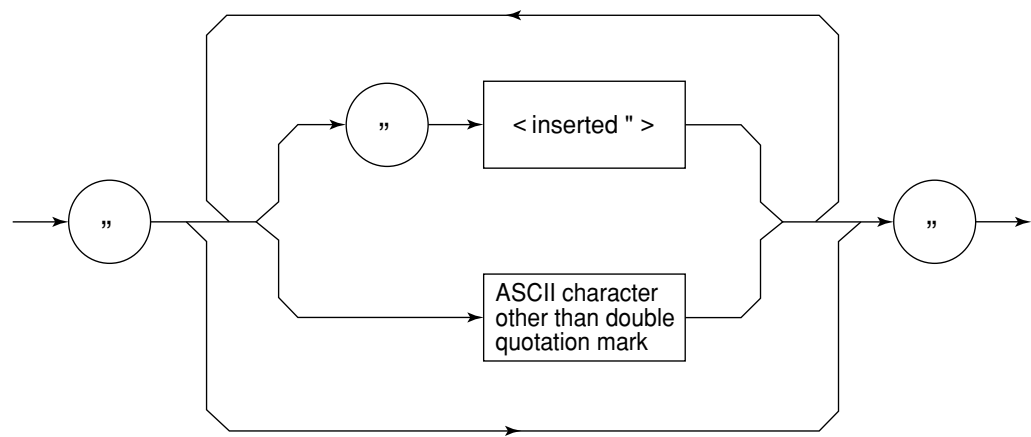 ”
< inserted " >
”
”
ASCII character
other than double
quotation mark